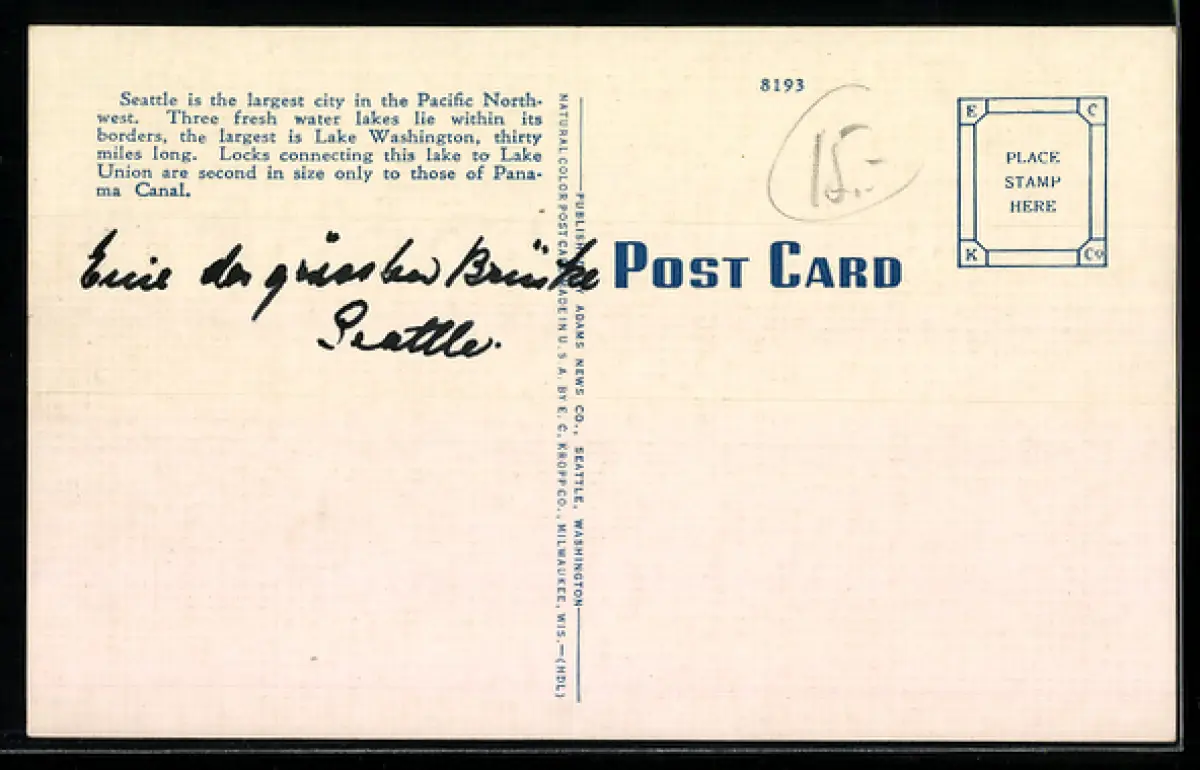 Seattle is the largest city in the Pacific North-
west. Three fresh water lakes lie within its
borders, the largest is Lake Washington, thirty
miles long. Locks connecting this lake to Lake
Union are second in size only to those of Pana-
ma Canal.
Eine der grössten Brücke
Seattle.
NATURAL COLOR POST CARD MADE IN U. S. A. BY E. C. KROPP CO., MILWAUKEE, WIS.—(HDL)
PUBLISHED BY ADAMS NEWS CO., SEATTLE, WASHINGTON
8193
15.-
POST CARD
E C
PLACE
STAMP
HERE
K Co